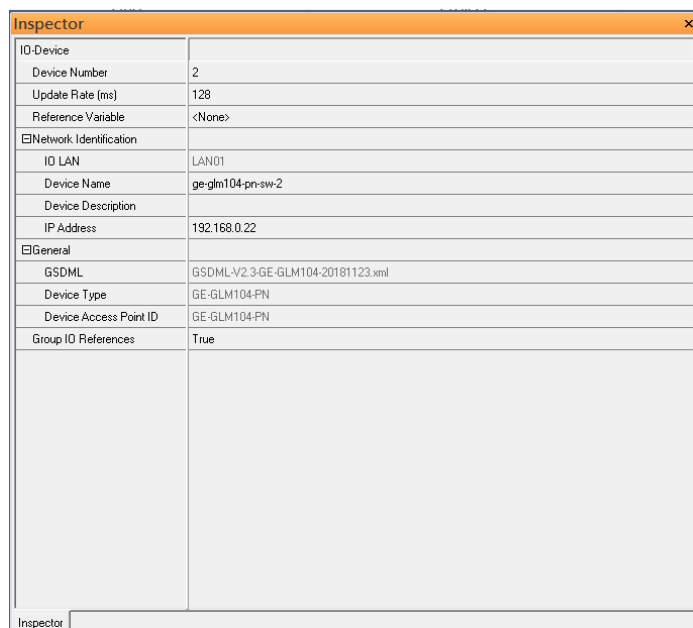 Inspector ×
IO-Device
Device Number 2
Update Rate (ms) 128
Reference Variable <None>
Network Identification
IO LAN LAN01
Device Name ge-glm104-pn-sw-2
Device Description
IP Address 192.168.0.22
General
GSDML GSDML-V2.3-GE-GLM104-20181123.xml
Device Type GE-GLM104-PN
Device Access Point ID GE-GLM104-PN
Group IO References True
Inspector